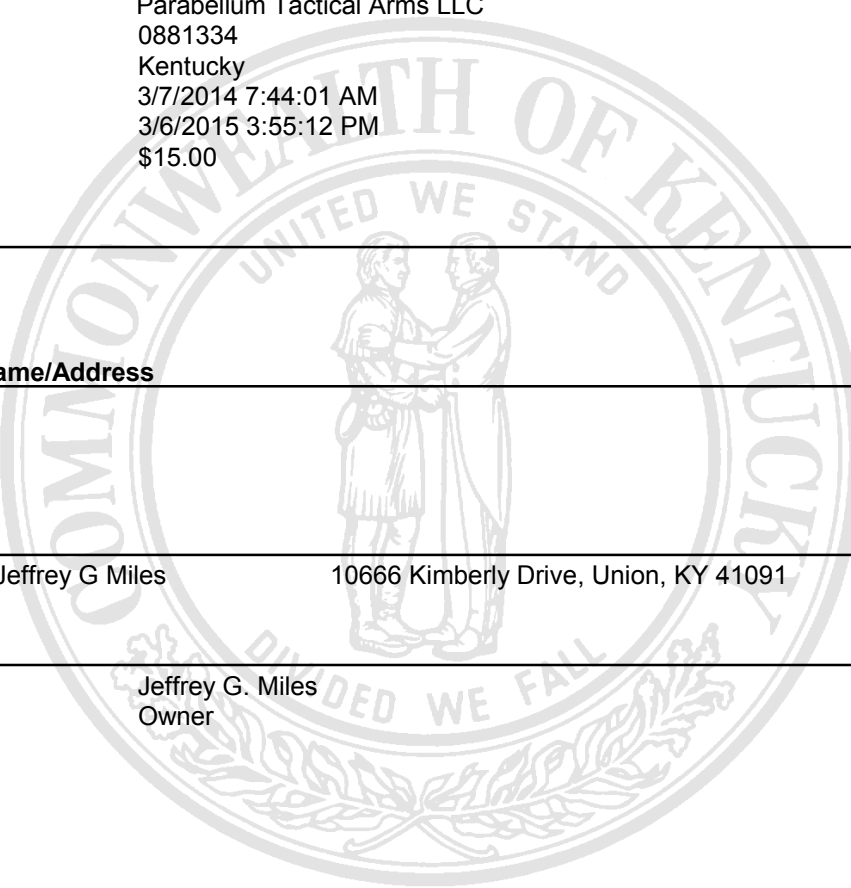 Parabellum Tactical Arms LLC
0881334
Kentucky
3/7/2014 7:44:01 AM
3/6/2015 3:55:12 PM
$15.00
COMMONWEALTH OF KENTUCKY
UNITED WE STAND
ame/Address
Jeffrey G Miles 10666 Kimberly Drive, Union, KY 41091
DIVIDED WE FALL
Jeffrey G. Miles
Owner